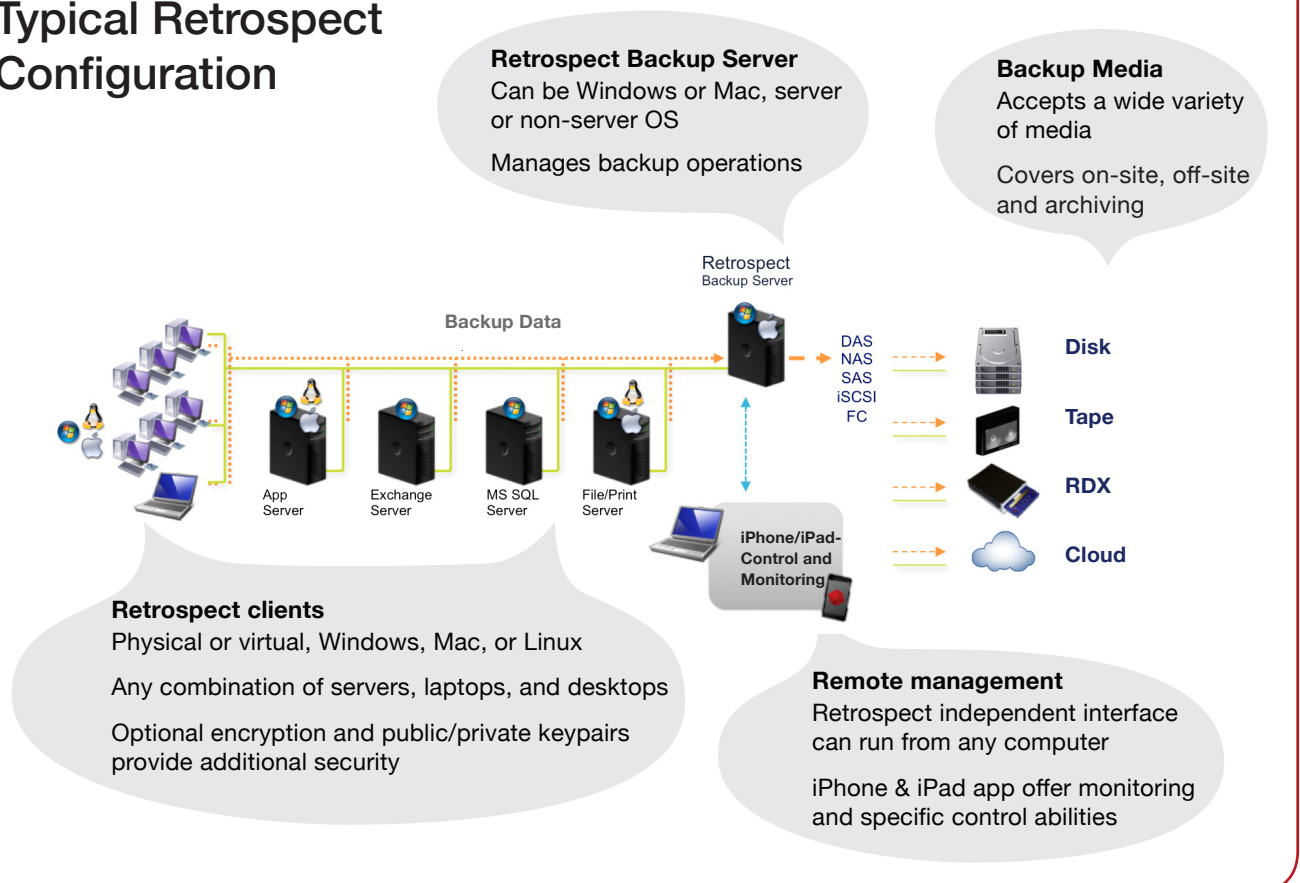 Typical Retrospect
Configuration
Retrospect Backup Server
Can be Windows or Mac, server
or non-server OS
Manages backup operations
Backup Media
Accepts a wide variety
of media
Covers on-site, off-site
and archiving
Retrospect
Backup Server
Backup Data
DAS
NAS
SAS
iSCSI
FC
Disk
Tape
RDX
Cloud
App
Server
Exchange
Server
MS SQL
Server
File/Print
Server
iPhone/iPad-
Control and
Monitoring
Retrospect clients
Physical or virtual, Windows, Mac, or Linux
Any combination of servers, laptops, and desktops
Optional encryption and public/private keypairs
provide additional security
Remote management
Retrospect independent interface
can run from any computer
iPhone & iPad app offer monitoring
and specific control abilities